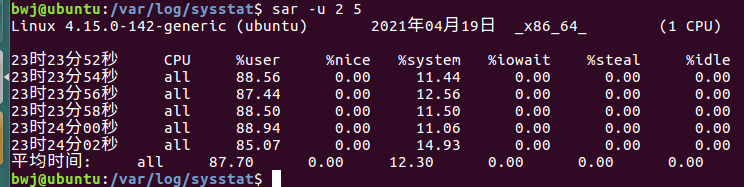 bwj@ubuntu:/var/log/sysstat$ sar -u 2 5
Linux 4.15.0-142-generic (ubuntu) 2021年04月19日 _x86_64_ (1 CPU)
23时23分52秒 CPU %user %nice %system %iowait %steal %idle
23时23分54秒 all 88.56 0.00 11.44 0.00 0.00 0.00
23时23分56秒 all 87.44 0.00 12.56 0.00 0.00 0.00
23时23分58秒 all 88.50 0.00 11.50 0.00 0.00 0.00
23时24分00秒 all 88.94 0.00 11.06 0.00 0.00 0.00
23时24分02秒 all 85.07 0.00 14.93 0.00 0.00 0.00
平均时间: all 87.70 0.00 12.30 0.00 0.00 0.00
bwj@ubuntu:/var/log/sysstat$